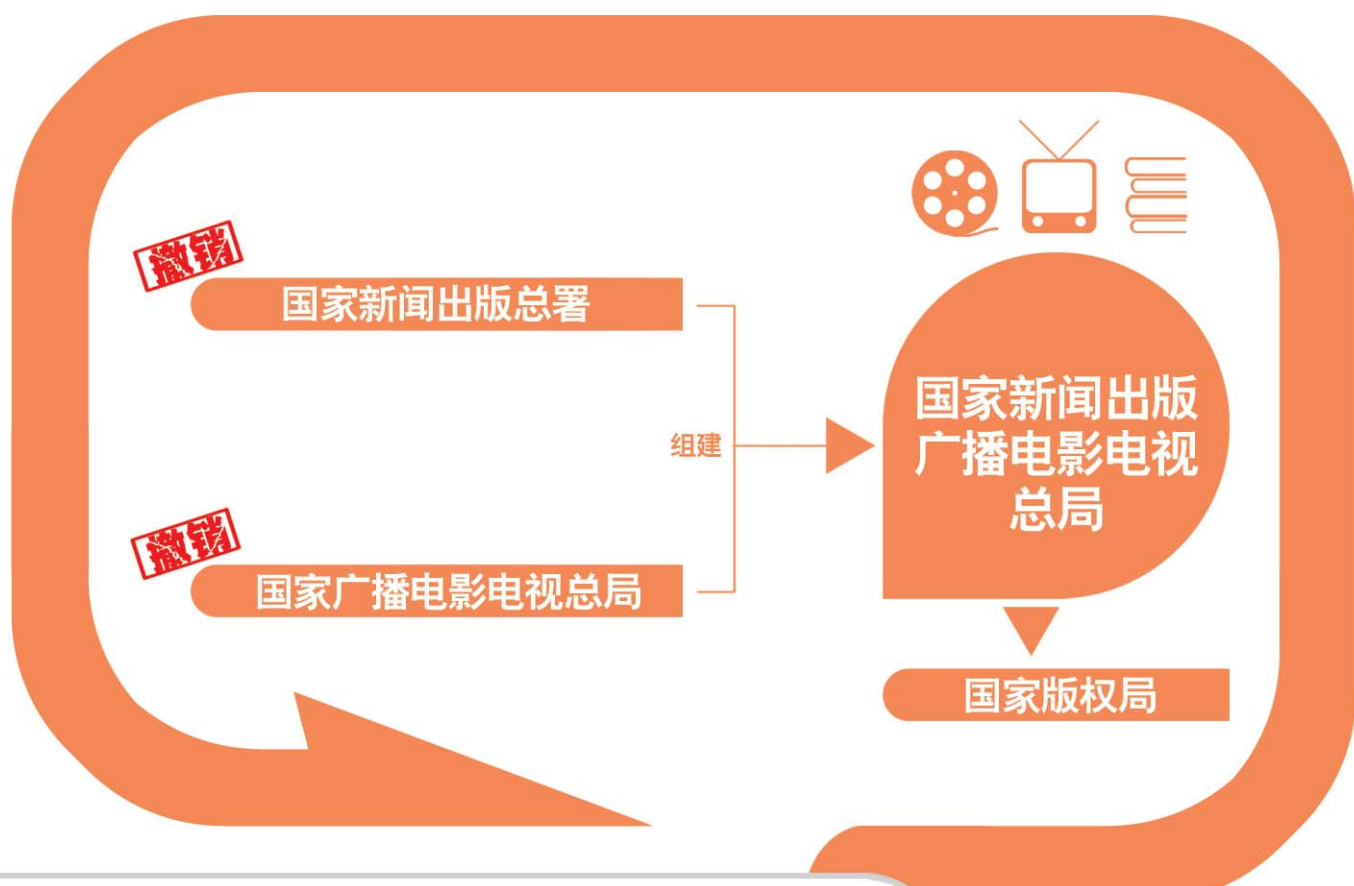 撤销
国家新闻出版总署
组建
撤销
国家广播电影电视总局
国家新闻出版
广播电影电视
总局
国家版权局